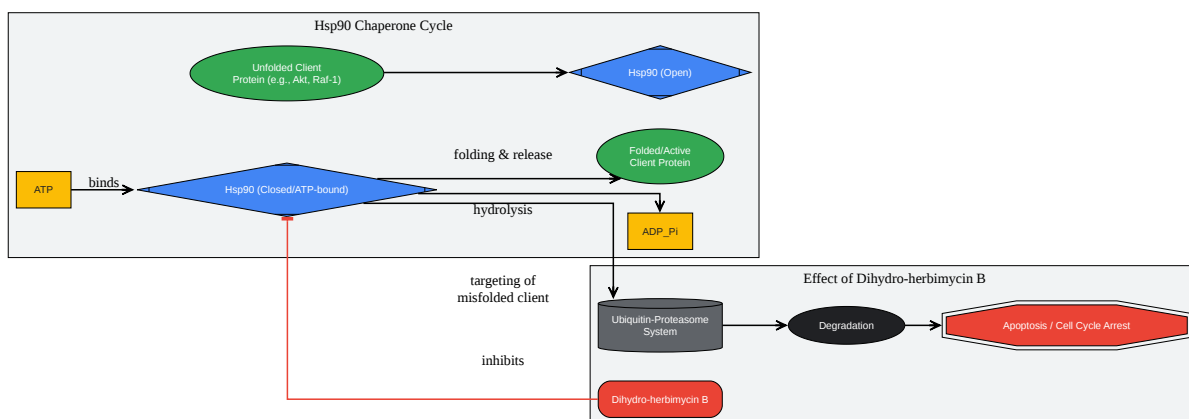 Hsp90 Chaperone Cycle
Unfolded Client
Protein (e.g., Akt, Raf-1)
Hsp90 (Open)
folding & release
Folded/Active
Client Protein
ATP
binds
Hsp90 (Closed/ATP-bound)
hydrolysis
ADP_Pi
targeting of
misfolded client
Effect of Dihydro-herbimycin B
Ubiquitin-Proteasome
System
Degradation
Apoptosis / Cell Cycle Arrest
inhibits
Dihydro-herbimycin B